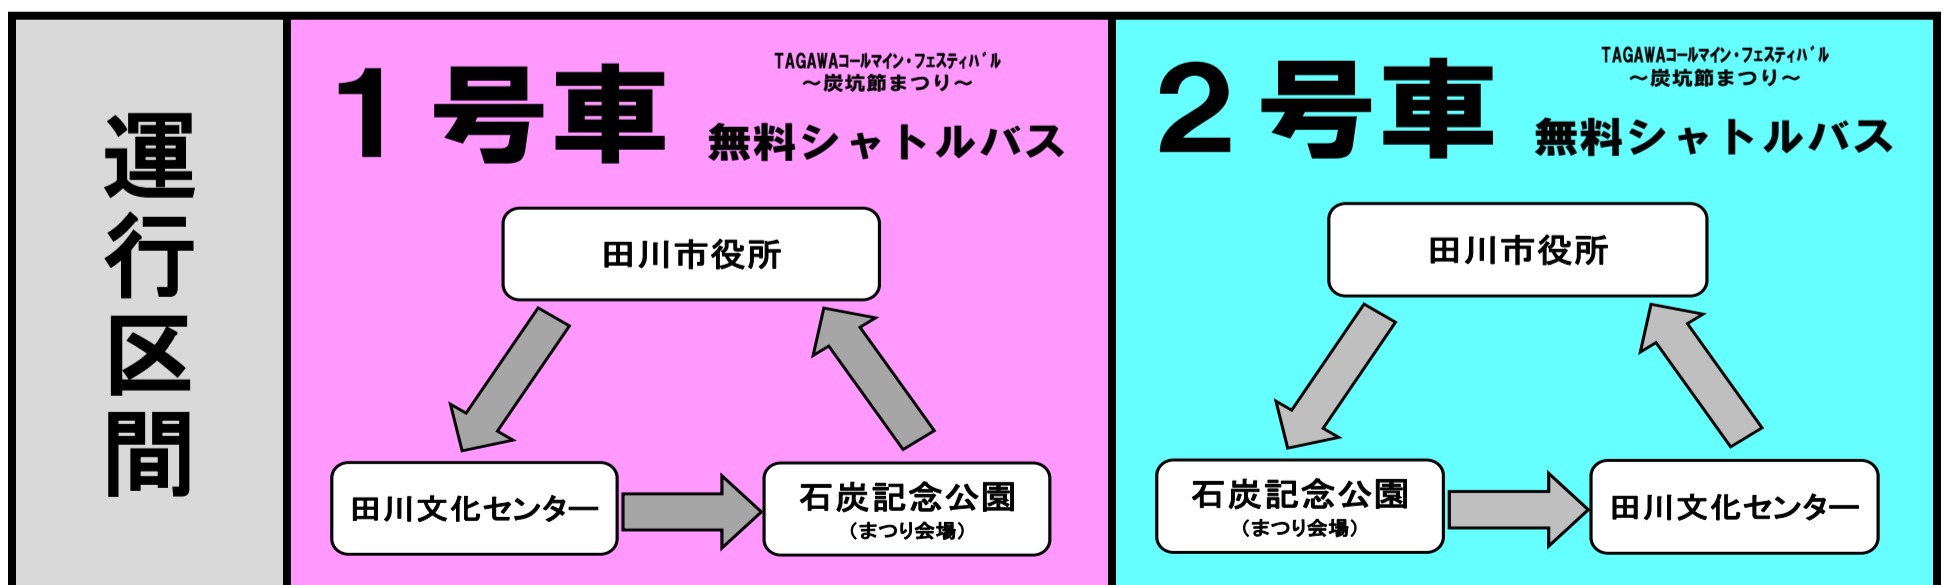 運行区間
1号車
TAGAWAコールマイン・フェスティバル
～炭坑節まつり～
無料シャトルバス
田川市役所
田川文化センター
石炭記念公園
（まつり会場）
2号車
TAGAWAコールマイン・フェスティバル
～炭坑節まつり～
無料シャトルバス
田川市役所
石炭記念公園
（まつり会場）
田川文化センター